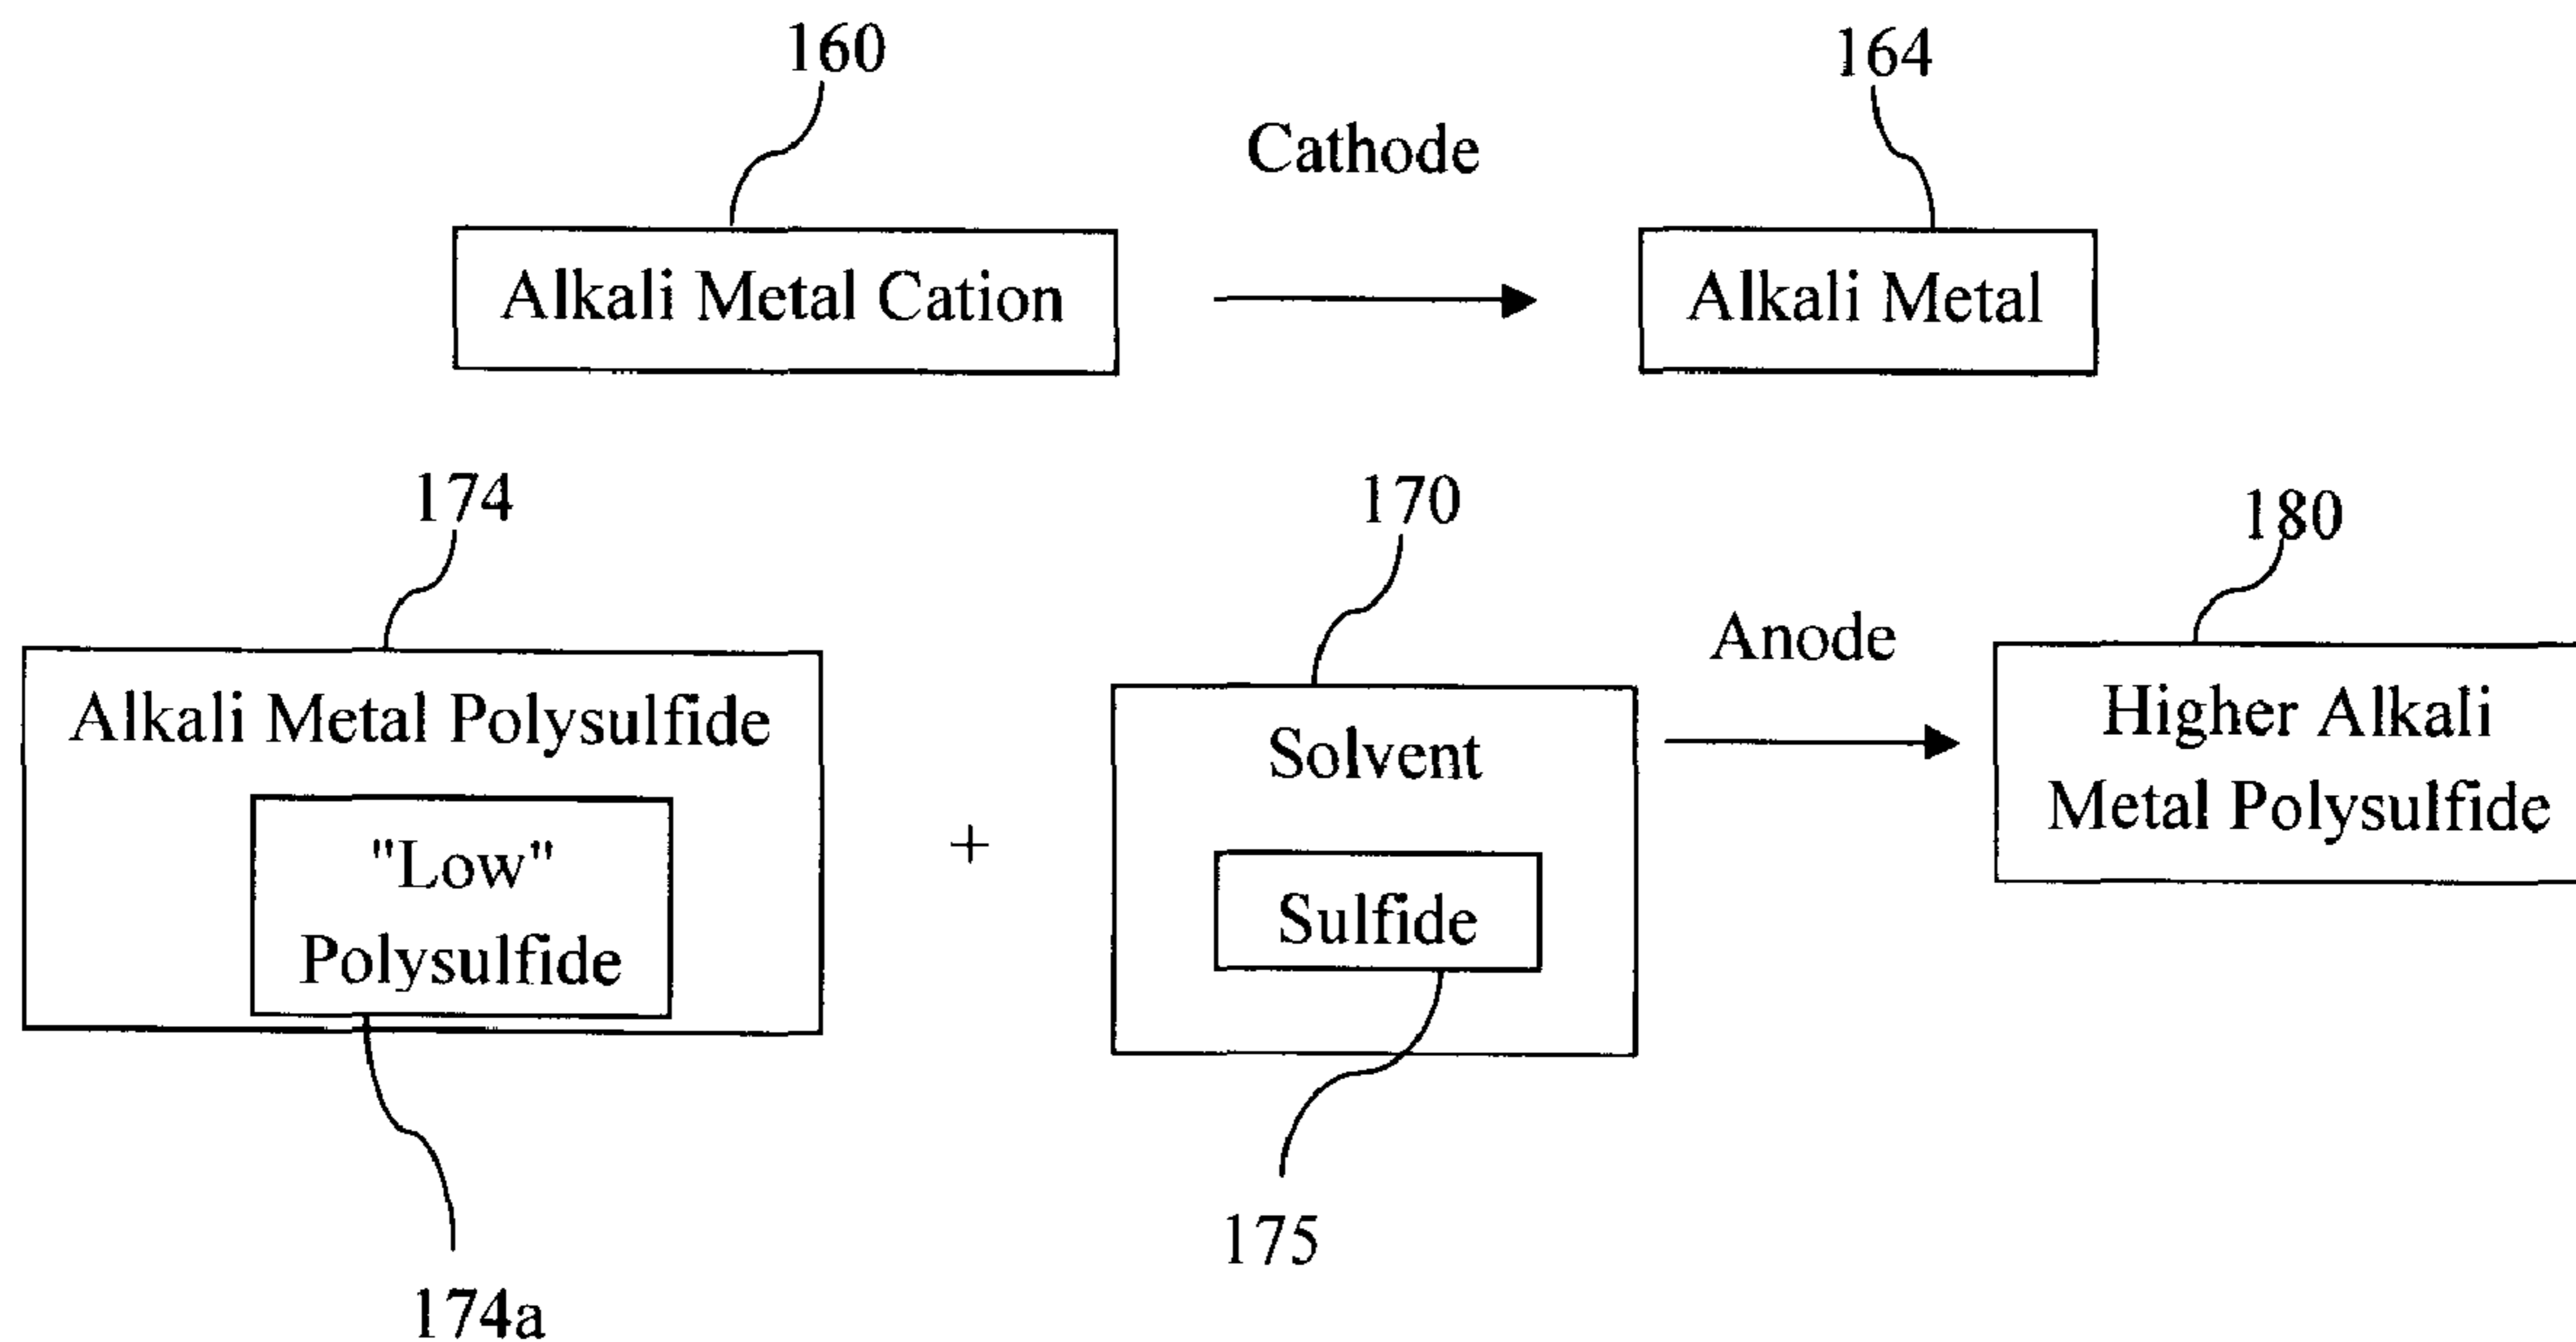 160
164
Cathode
Alkali Metal Cation
Alkali Metal
174
170
180
Anode
Alkali Metal Polysulfide
"Low"
Polysulfide
+
Solvent
Sulfide
Higher Alkali
Metal Polysulfide
175
174a